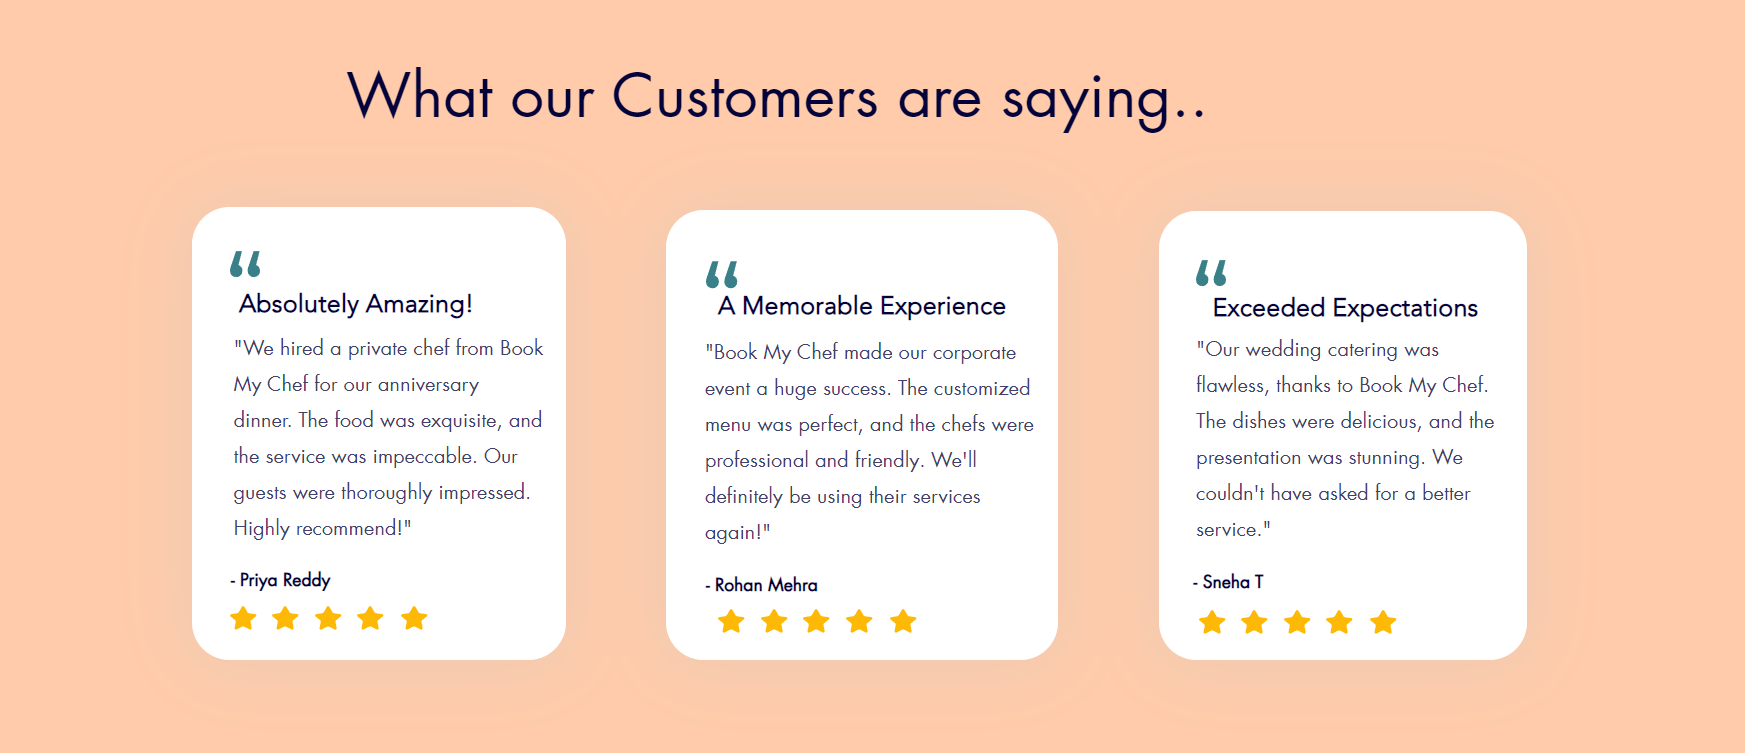 What our Customers are saying..
“
Absolutely Amazing!
"We hired a private chef from Book
My Chef for our anniversary
dinner. The food was exquisite, and
the service was impeccable. Our
guests were thoroughly impressed.
Highly recommend!"
- Priya Reddy
“
A Memorable Experience
"Book My Chef made our corporate
event a huge success. The customized
menu was perfect, and the chefs were
professional and friendly. We'll
definitely be using their services
again!"
- Rohan Mehra
“
Exceeded Expectations
"Our wedding catering was
flawless, thanks to Book My Chef.
The dishes were delicious, and the
presentation was stunning. We
couldn't have asked for a better
service."
- Sneha T